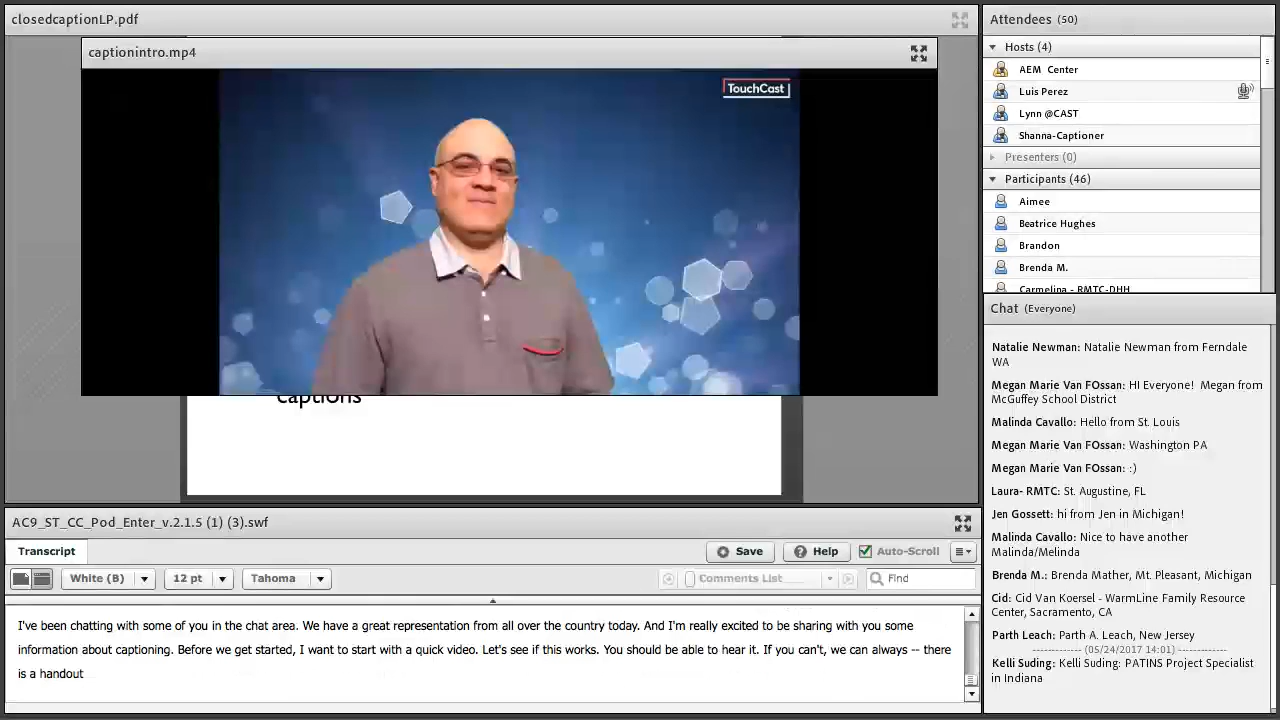 closedcaptionLP.pdf
captionintro.mp4
TouchCast
captions
AC9_ST_CC_Pod_Enter_v.2.1.5 (1) (3).swf
Transcript
Save
Help
Auto-Scroll
White (B)
12 pt
Tahoma
Comments List
Find
I've been chatting with some of you in the chat area. We have a great representation from all over the country today. And I'm really excited to be sharing with you some
information about captioning. Before we get started, I want to start with a quick video. Let's see if this works. You should be able to hear it. If you can't, we can always -- there
is a handout
Attendees (50)
Hosts (4)
AEM Center
Luis Perez
Lynn @CAST
Shanna-Captioner
Presenters (0)
Participants (46)
Aimee
Beatrice Hughes
Brandon
Brenda M.
Carmelina - RMTC-DHH
Chat (Everyone)
Natalie Newman: Natalie Newman from Ferndale
WA
Megan Marie Van FOssan: HI Everyone! Megan from
McGuffey School District
Malinda Cavallo: Hello from St. Louis
Megan Marie Van FOssan: Washington PA
Megan Marie Van FOssan: :)
Laura- RMTC: St. Augustine, FL
Jen Gossett: hi from Jen in Michigan!
Malinda Cavallo: Nice to have another
Malinda/Melinda
Brenda M.: Brenda Mather, Mt. Pleasant, Michigan
Cid: Cid Van Koersel - WarmLine Family Resource
Center, Sacramento, CA
Parth Leach: Parth A. Leach, New Jersey
------------- (05/24/2017 14:01) -------------
Kelli Suding: Kelli Suding: PATINS Project Specialist
in Indiana